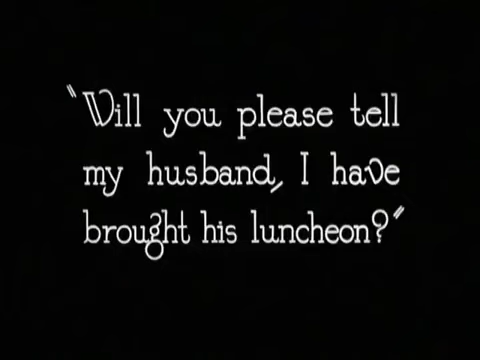 "Will you please tell
my husband, I have
brought his luncheon?"